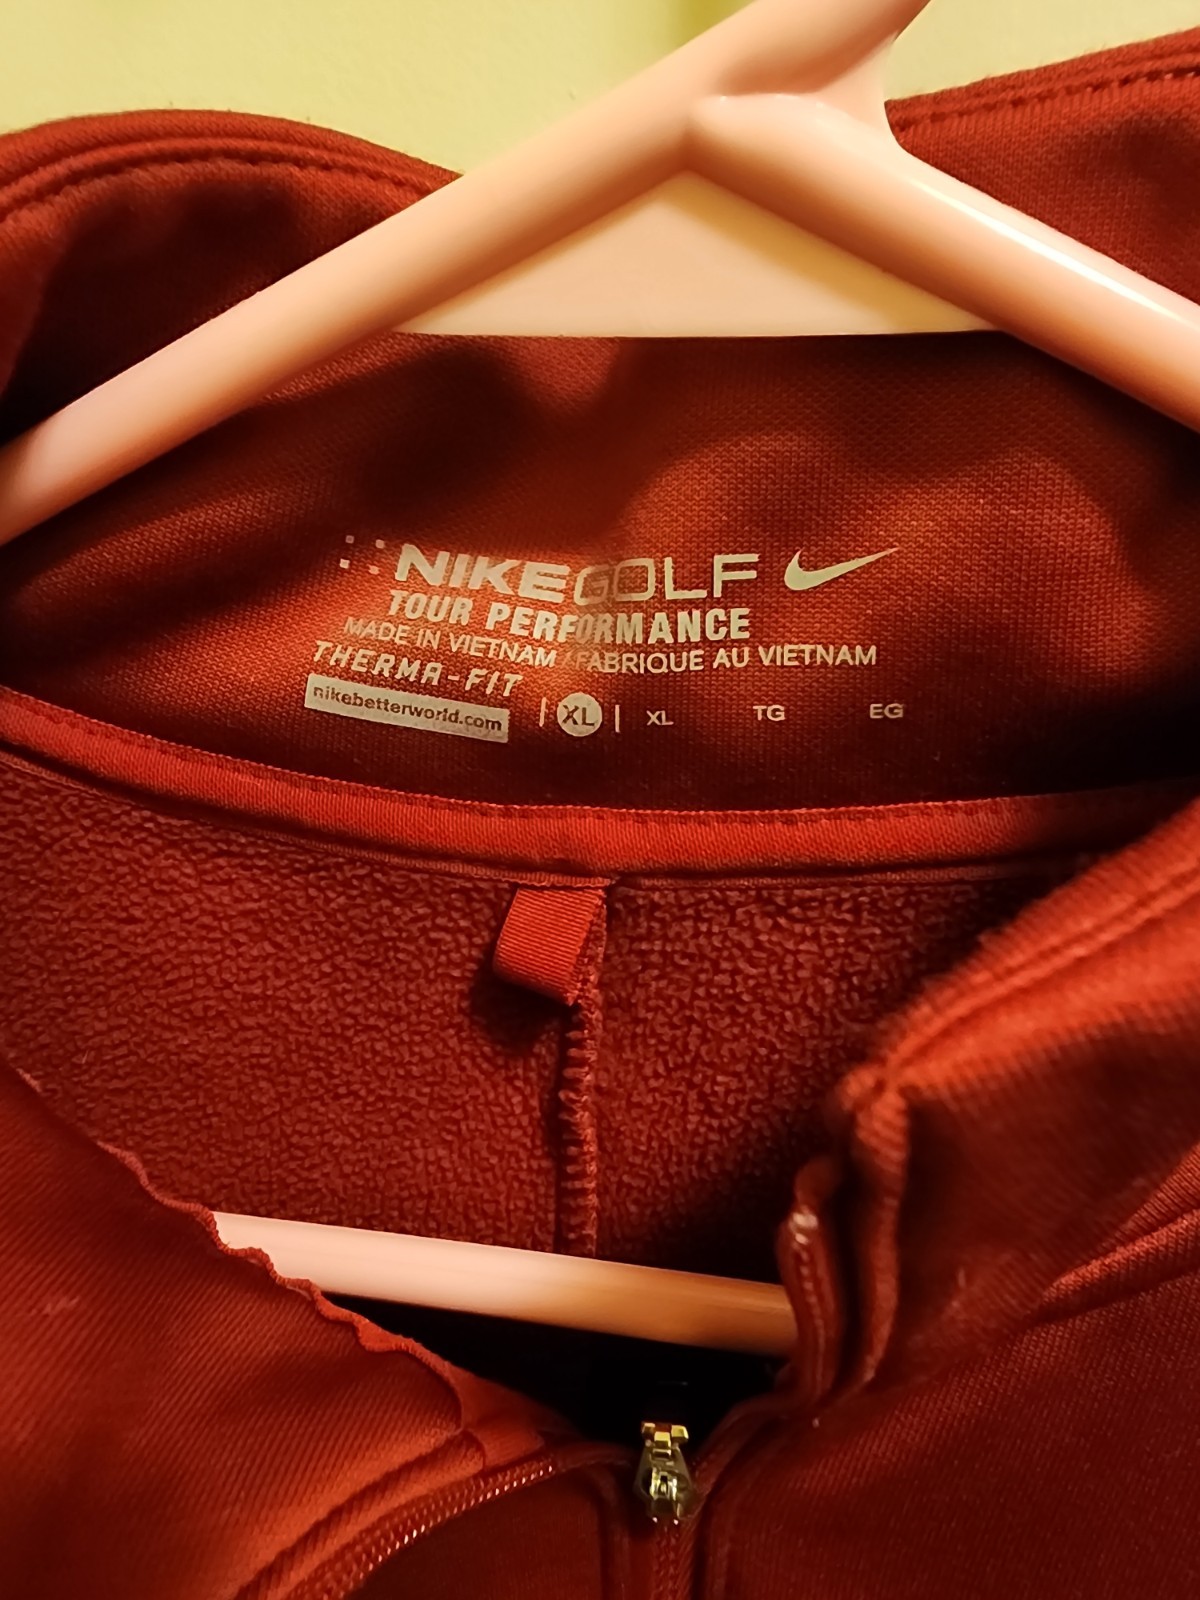 NIKEGOLF
TOUR PERFORMANCE
MADE IN VIETNAM / FABRIQUE AU VIETNAM
THERMA-FIT
nikebetterworld.com | XL | XL TG EG